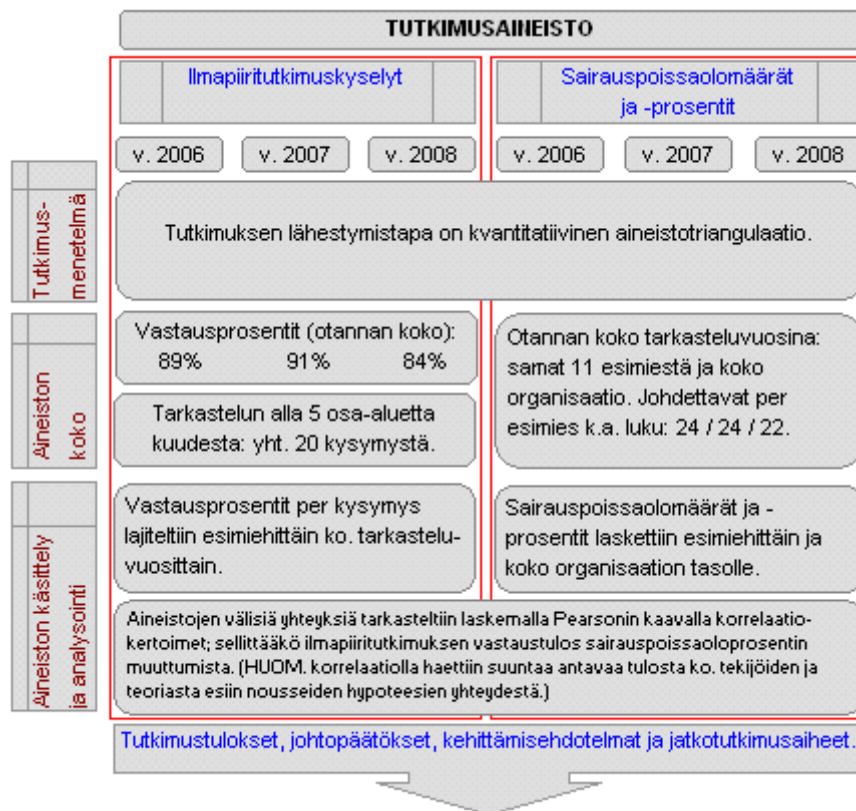 TUTKIMUSAINEISTO
Ilmapiiritutkimuskyselyt
Sairauspoissaolomäärät
ja -prosentit
v. 2006
v. 2007
v. 2008
v. 2006
v. 2007
v. 2008
Tutkimus-
menetelmä
Tutkimuksen lähestymistapa on kvantitatiivinen aineistotriangulaatio.
Aineiston
koko
Vastausprosentit (otannan koko):
89% 91% 84%
Tarkastelun alla 5 osa-aluetta
kuudesta: yht. 20 kysymystä.
Otannan koko tarkasteluvuosina:
samat 11 esimiestä ja koko
organisaatio. Johdettavat per
esimies k.a. luku: 24 / 24 / 22.
Aineiston käsittely
ja analysointi
Vastausprosentit per kysymys
lajiteltiin esimiehittäin ko. tarkastelu-
vuosittain.
Sairauspoissaolomäärät ja -
prosentit laskettiin esimiehittäin ja
koko organisaation tasolle.
Aineistojen välisiä yhteyksiä tarkasteltiin laskemalla Pearsonin kaavalla korrelaatio-
kertoimet; sellittääkö ilmapiiritutkimuksen vastaustulos sairauspoissaoloprosentin
muuttumista. (HUOM. korrelaatiolla haettiin suuntaa antavaa tulosta ko. tekijöiden ja
teoriasta esiin nousseiden hypoteesien yhteydestä.)
Tutkimustulokset, johtopäätökset, kehittämisehdotelmat ja jatkotutkimusaiheet.